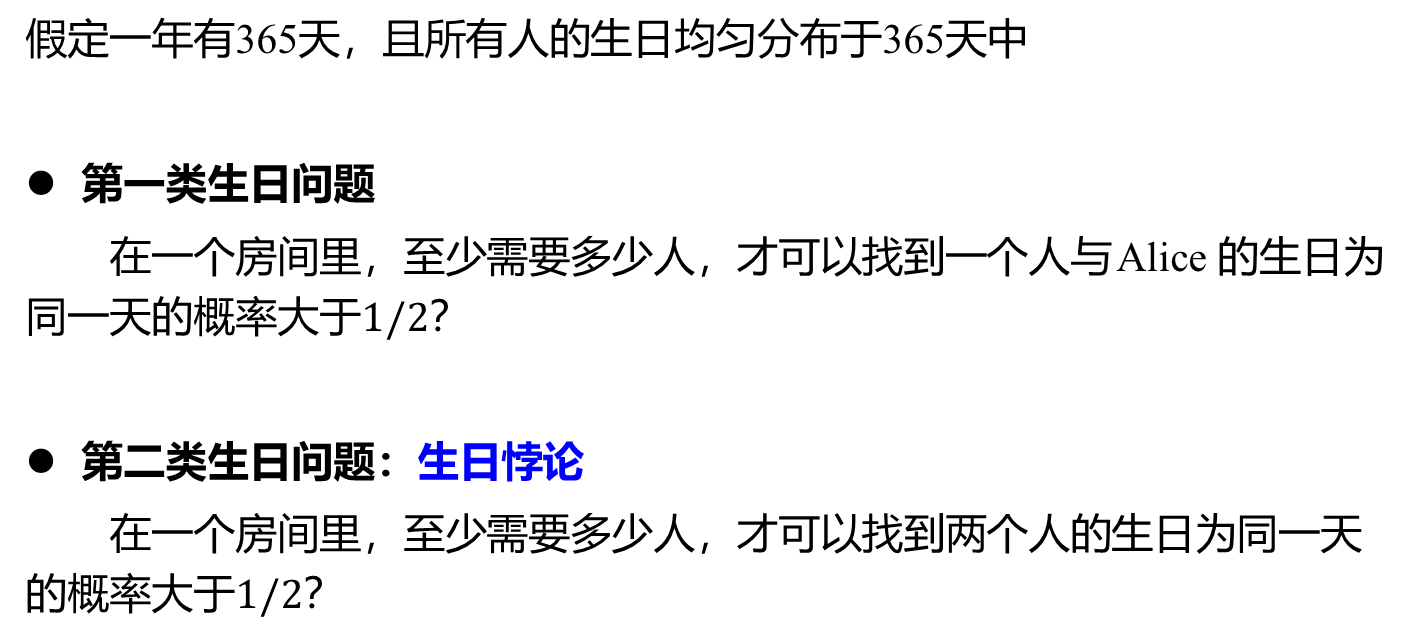 假定一年有365天，且所有人的生日均匀分布于365天中
● 第一类生日问题
在一个房间里，至少需要多少人，才可以找到一个人与Alice 的生日为
同一天的概率大于1/2？
● 第二类生日问题：生日悖论
在一个房间里，至少需要多少人，才可以找到两个人的生日为同一天
的概率大于1/2？